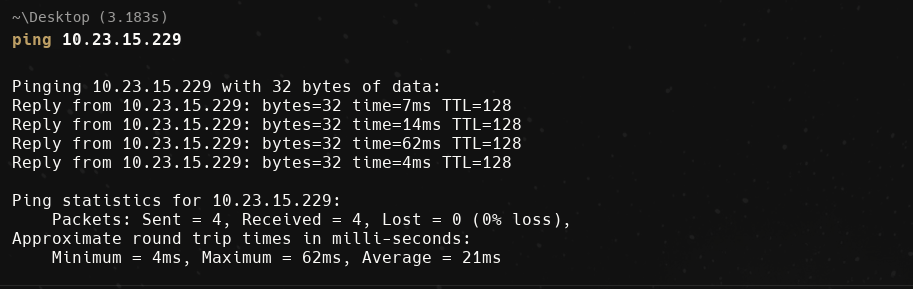 ~\Desktop (3.183s)
ping 10.23.15.229
Pinging 10.23.15.229 with 32 bytes of data:
Reply from 10.23.15.229: bytes=32 time=7ms TTL=128
Reply from 10.23.15.229: bytes=32 time=14ms TTL=128
Reply from 10.23.15.229: bytes=32 time=62ms TTL=128
Reply from 10.23.15.229: bytes=32 time=4ms TTL=128
Ping statistics for 10.23.15.229:
    Packets: Sent = 4, Received = 4, Lost = 0 (0% loss),
Approximate round trip times in milli-seconds:
    Minimum = 4ms, Maximum = 62ms, Average = 21ms